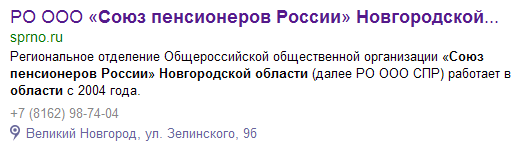 РО ООО «Союз пенсионеров России» Новгородской...
sprno.ru
Региональное отделение Общероссийской общественной организации «Союз
пенсионеров России» Новгородской области (далее РО ООО СПР) работает в
области с 2004 года.
+7 (8162) 98-74-04
Великий Новгород, ул. Зелинского, 9б